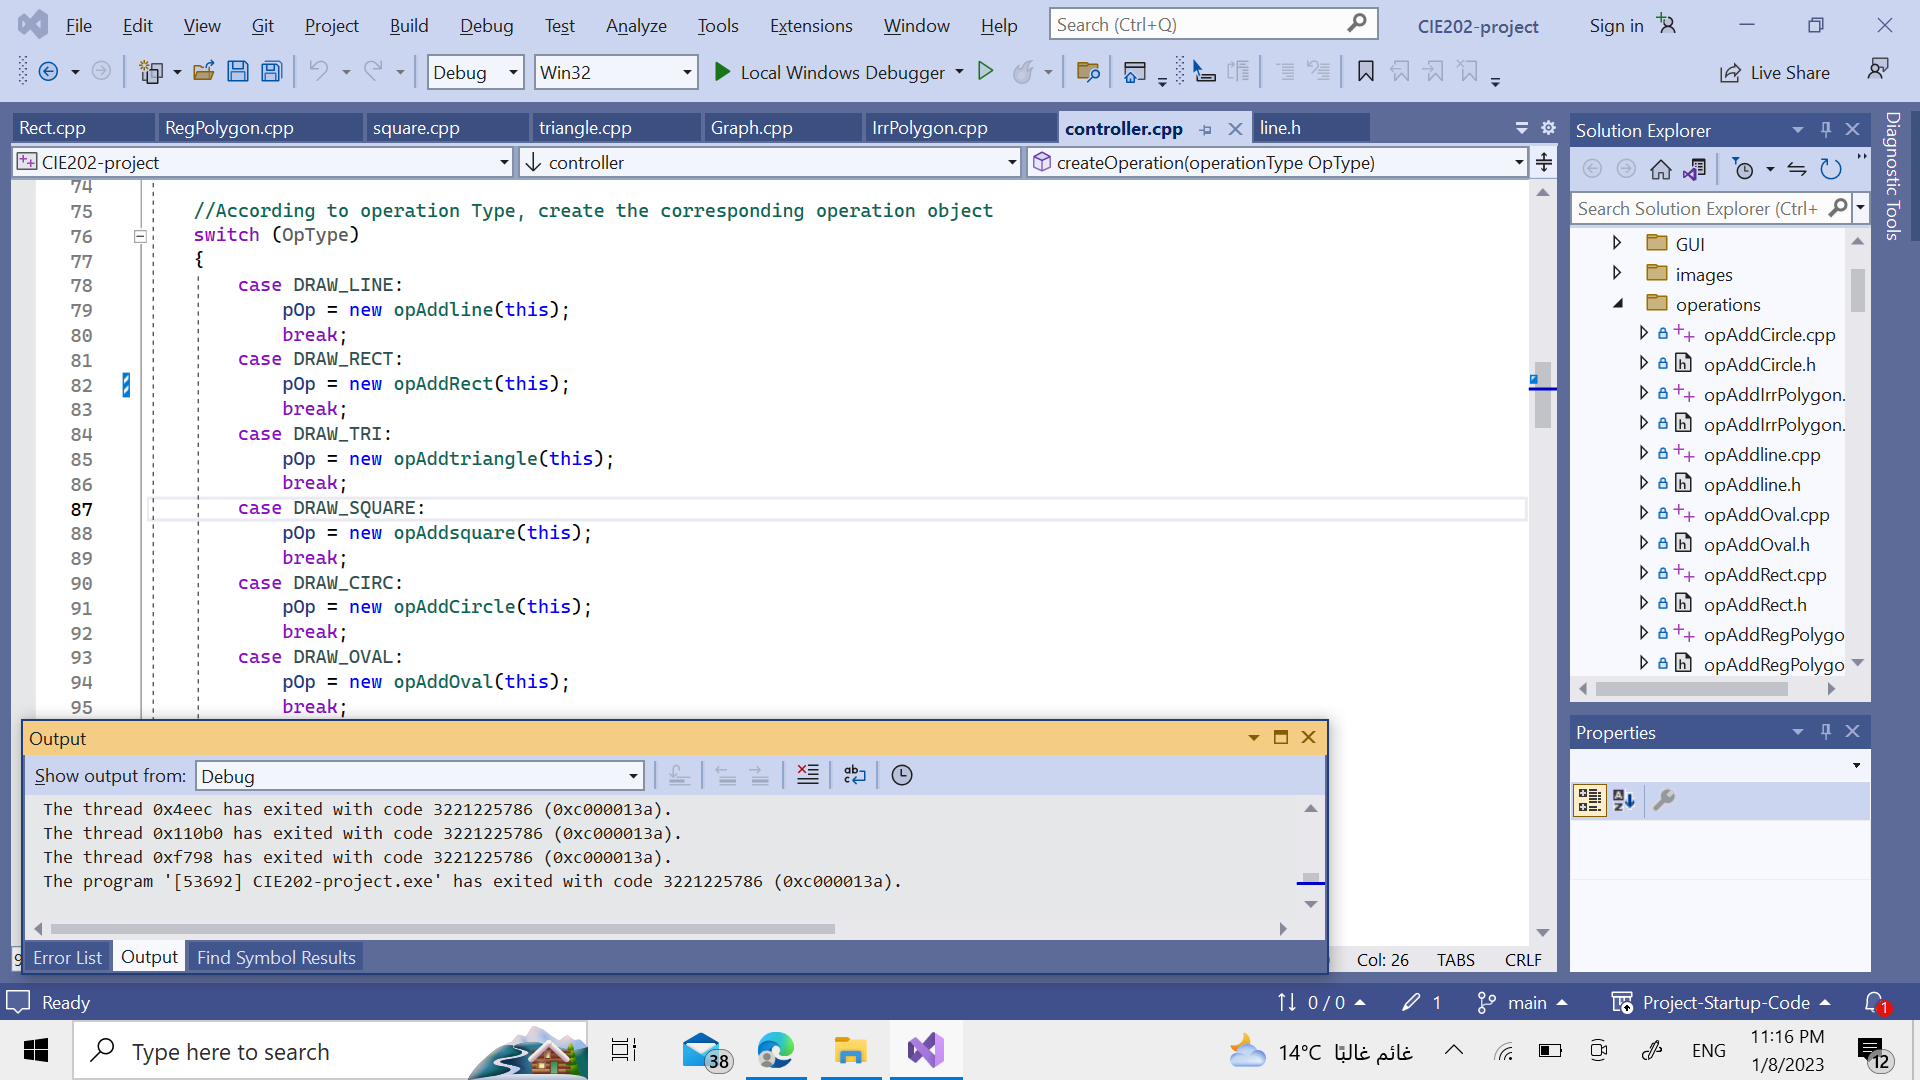 File Edit View Git Project Build Debug Test Analyze Tools Extensions Window Help Search (Ctrl+Q) CIE202-project Sign in
Debug Win32 Local Windows Debugger Live Share
Rect.cpp RegPolygon.cpp square.cpp triangle.cpp Graph.cpp IrrPolygon.cpp controller.cpp line.h
CIE202-project controller createOperation(operationType OpType)
74
75 //According to operation Type, create the corresponding operation object
76 switch (OpType)
77 {
78 case DRAW_LINE:
79 pOp = new opAddline(this);
80 break;
81 case DRAW_RECT:
82 pOp = new opAddRect(this);
83 break;
84 case DRAW_TRI:
85 pOp = new opAddtriangle(this);
86 break;
87 case DRAW_SQUARE:
88 pOp = new opAddsquare(this);
89 break;
90 case DRAW_CIRC:
91 pOp = new opAddCircle(this);
92 break;
93 case DRAW_OVAL:
94 pOp = new opAddOval(this);
95 break;
Output
Show output from: Debug
The thread 0x4eec has exited with code 3221225786 (0xc000013a).
The thread 0x110b0 has exited with code 3221225786 (0xc000013a).
The thread 0xf798 has exited with code 3221225786 (0xc000013a).
The program '[53692] CIE202-project.exe' has exited with code 3221225786 (0xc000013a).
Error List Output Find Symbol Results
Col: 26 TABS CRLF
Solution Explorer
Search Solution Explorer (Ctrl+
GUI
images
operations
opAddCircle.cpp
opAddCircle.h
opAddIrrPolygon.
opAddIrrPolygon.
opAddline.cpp
opAddline.h
opAddOval.cpp
opAddOval.h
opAddRect.cpp
opAddRect.h
opAddRegPolygo
opAddRegPolygo
Properties
Diagnostic Tools
Ready 0 / 0 1 main Project-Startup-Code 1
Type here to search 38 14°C غائم غالبًا ENG 11:16 PM
1/8/2023 12